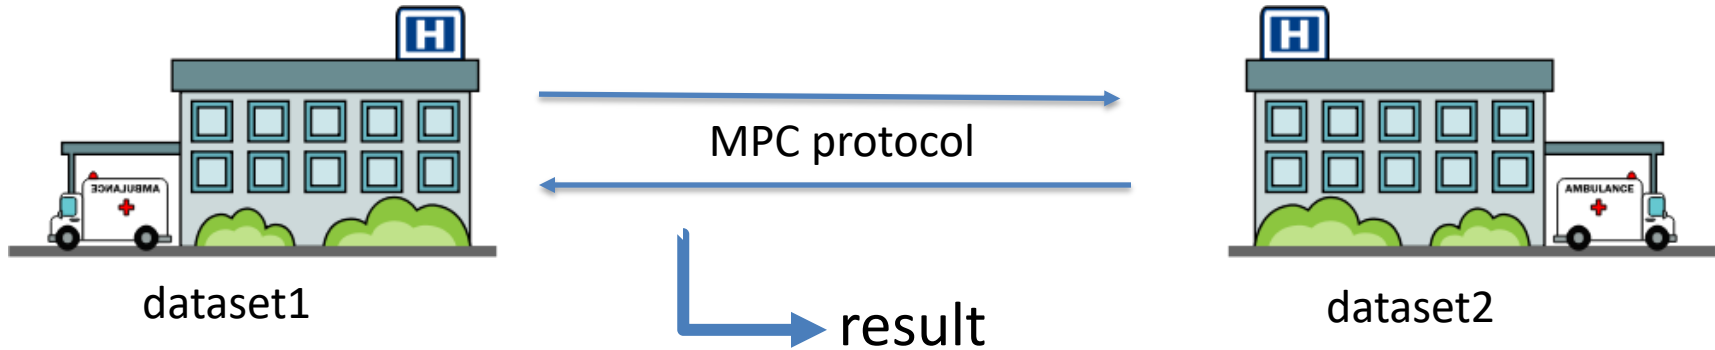 H
H
MPC protocol
AMBULANCE
AMBULANCE
dataset1
dataset2
result